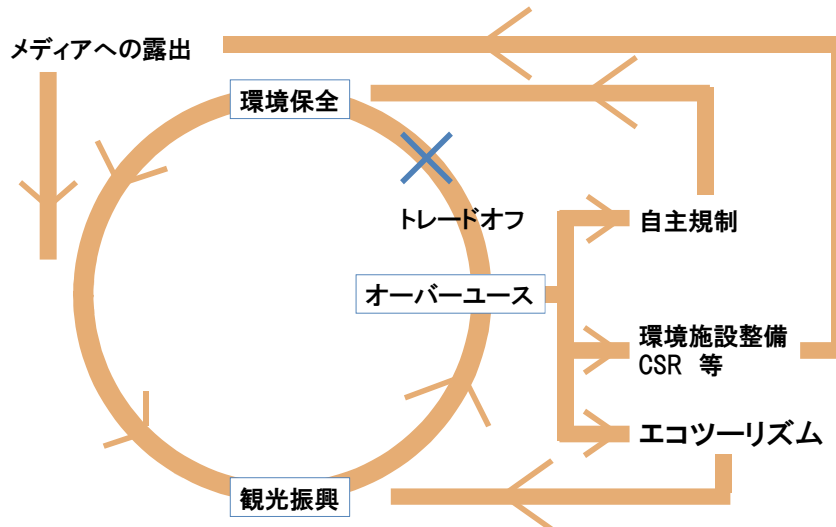 メディアへの露出
環境保全
トレードオフ
自主規制
オーバーユース
環境施設整備
CSR 等
エコツーリズム
観光振興